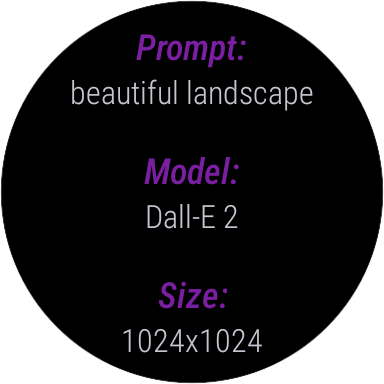 Prompt:
beautiful landscape
Model:
Dall-E 2
Size:
1024x1024